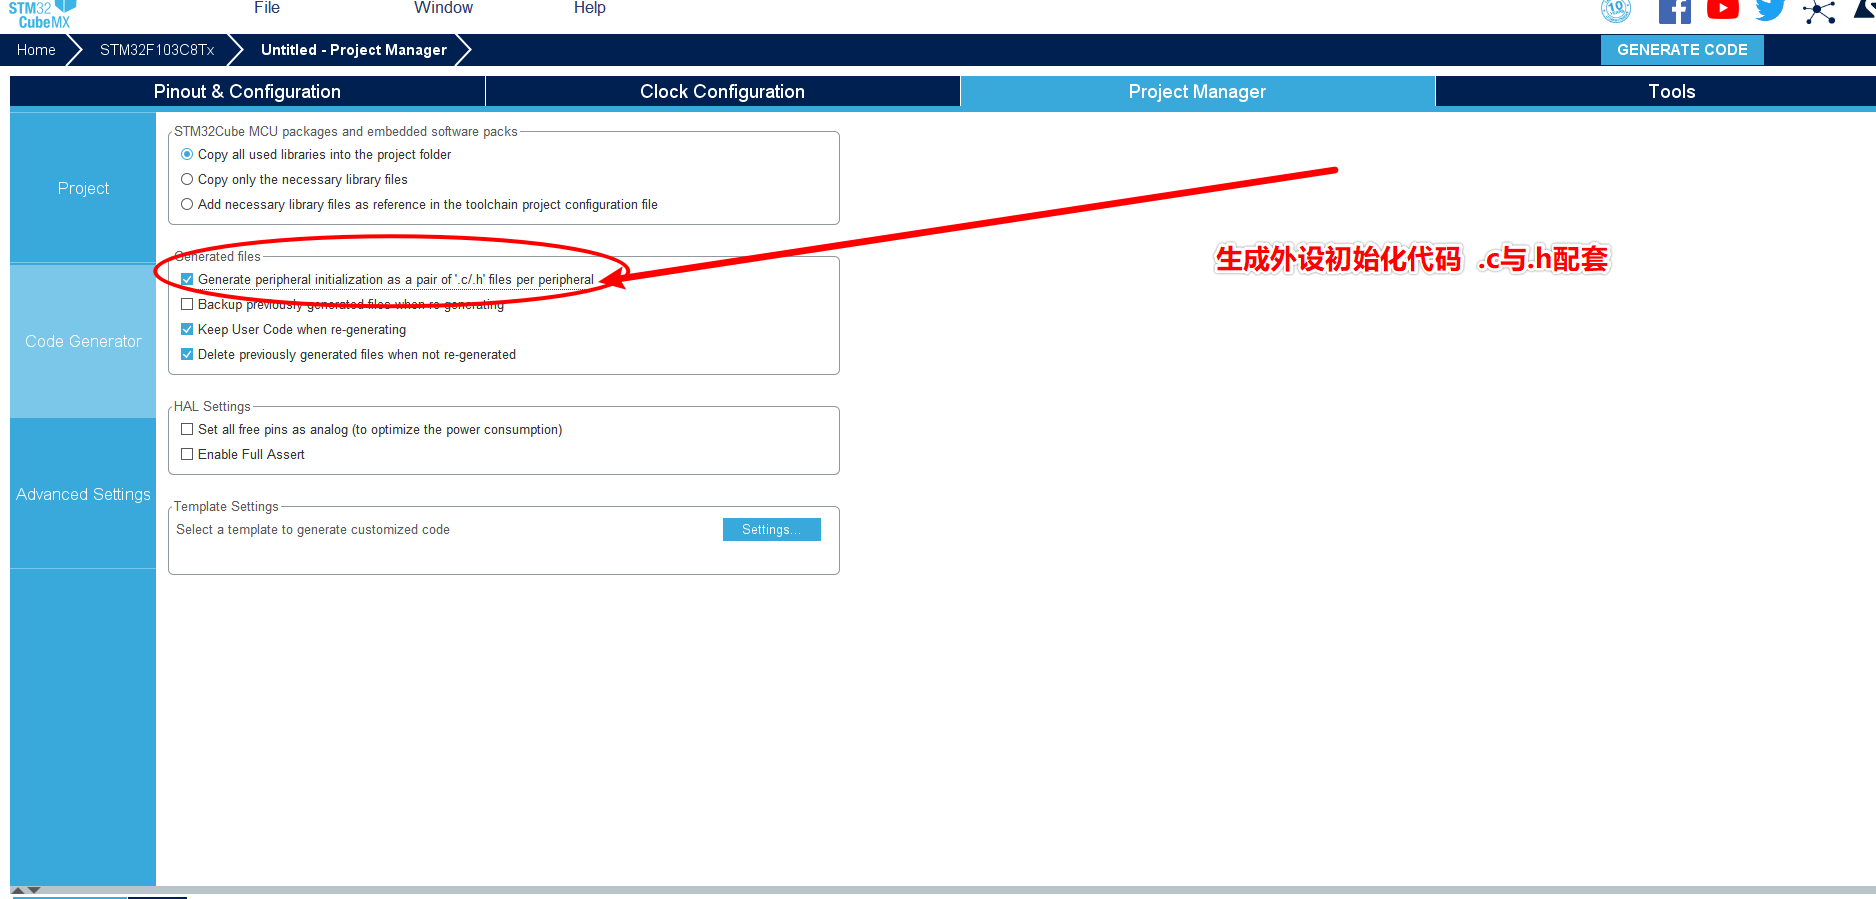 STM32
CubeMX
File
Window
Help
10
Home
STM32F103C8Tx
Untitled - Project Manager
GENERATE CODE
Pinout & Configuration
Clock Configuration
Project Manager
Tools
Project
Code Generator
Advanced Settings
STM32Cube MCU packages and embedded software packs
Copy all used libraries into the project folder
Copy only the necessary library files
Add necessary library files as reference in the toolchain project configuration file
Generated files
Generate peripheral initialization as a pair of '.c/.h' files per peripheral
Backup previously generated files when re-generating
Keep User Code when re-generating
Delete previously generated files when not re-generated
生成外设初始化代码 .c与.h配套
HAL Settings
Set all free pins as analog (to optimize the power consumption)
Enable Full Assert
Template Settings
Select a template to generate customized code
Settings...